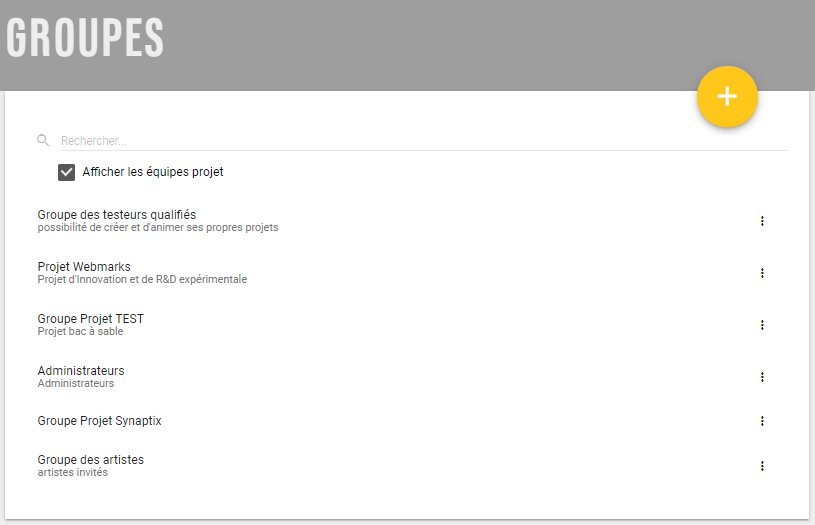 GROUPES
Rechercher...
Afficher les équipes projet
Groupe des testeurs qualifiés
possibilité de créer et d'animer ses propres projets
Projet Webmarks
Projet d'Innovation et de R&D expérimentale
Groupe Projet TEST
Projet bac à sable
Administrateurs
Administrateurs
Groupe Projet Synaptix
Groupe des artistes
artistes invités